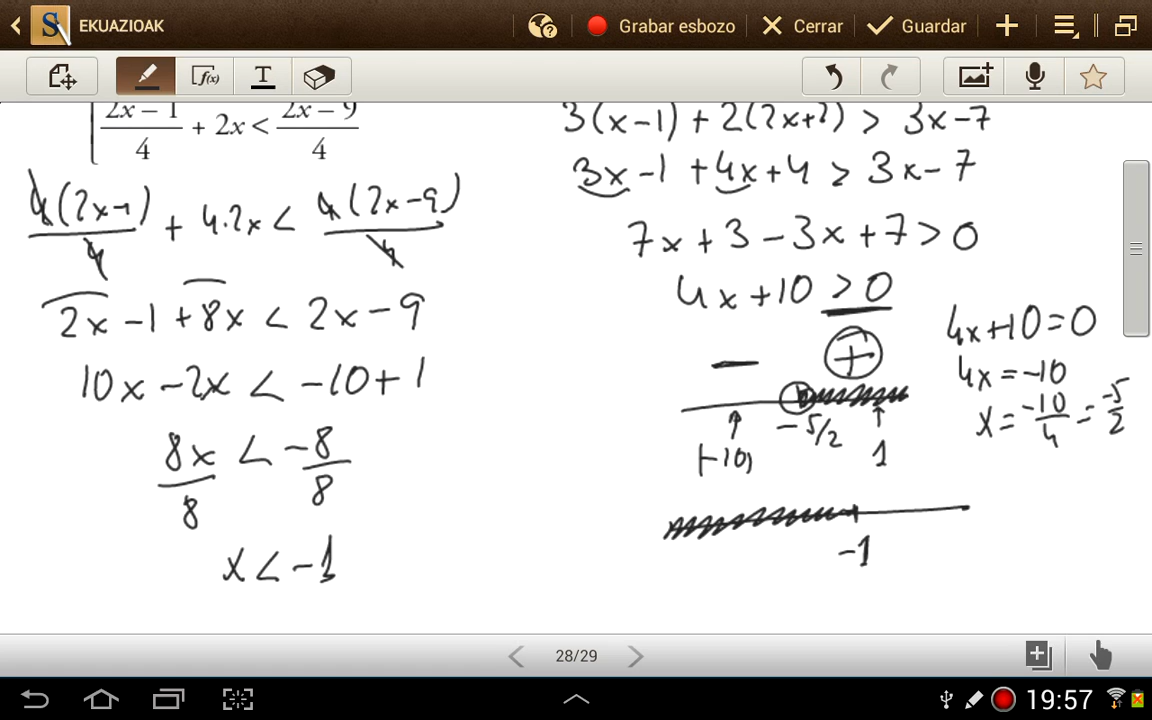 EKUAZIOAK Grabar esbozo Cerrar Guardar
f(x) T
2x − 1 / 4 + 2x < 2x − 9 / 4
4(2x-1) / 4 + 4.2x < 4(2x-9) / 4
2x -1 +8x < 2x -9
10x -2x < -10+1
8x / 8 < -8 / 8
x < -1
3(x-1) + 2(2x+2) > 3x-7
3x -1 +4x+4 > 3x-7
7x +3 -3x +7 > 0
4x +10 > 0
4x+10=0
4x = -10
x = -10/4 = -5/2
− +
-5/2
(-10) 1
-1
28/29
19:57